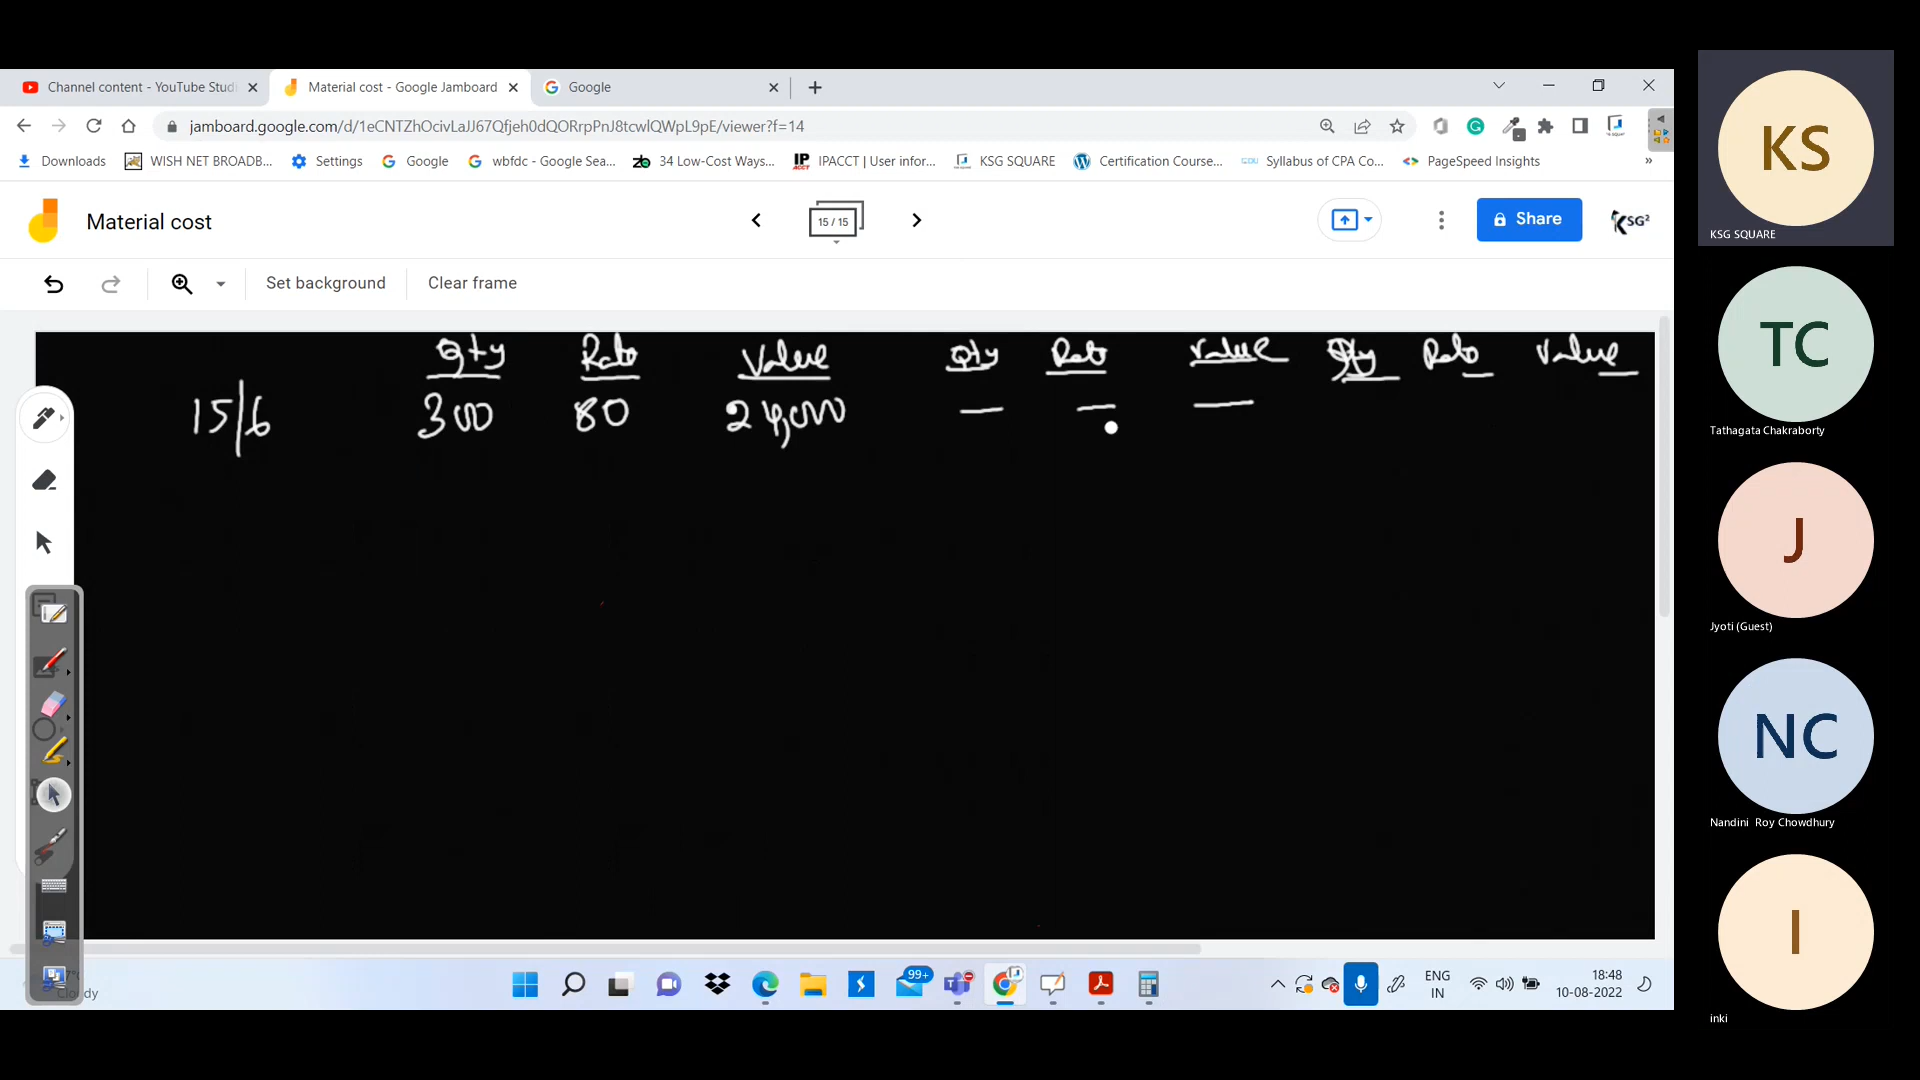 Channel content - YouTube Studi
Material cost - Google Jamboard
Google
jamboard.google.com/d/1eCNTZhOcivLaJJ67Qfjeh0dQORrpPnJ8tcwlQWpL9pE/viewer?f=14
Downloads
WISH NET BROADB...
Settings
Google
wbfdc - Google Sea...
34 Low-Cost Ways...
IPACCT | User infor...
KSG SQUARE
Certification Course...
Syllabus of CPA Co...
PageSpeed Insights
»
Material cost
15 / 15
Share
KSG²
Set background
Clear frame
Qty Rate Value Qty Rate Value Qty Rate Value
15/6 300 80 24,000 — — —
KS
KSG SQUARE
TC
Tathagata Chakraborty
J
Jyoti (Guest)
NC
Nandini Roy Chowdhury
I
inki
99+
ENG
IN
18:48
10-08-2022